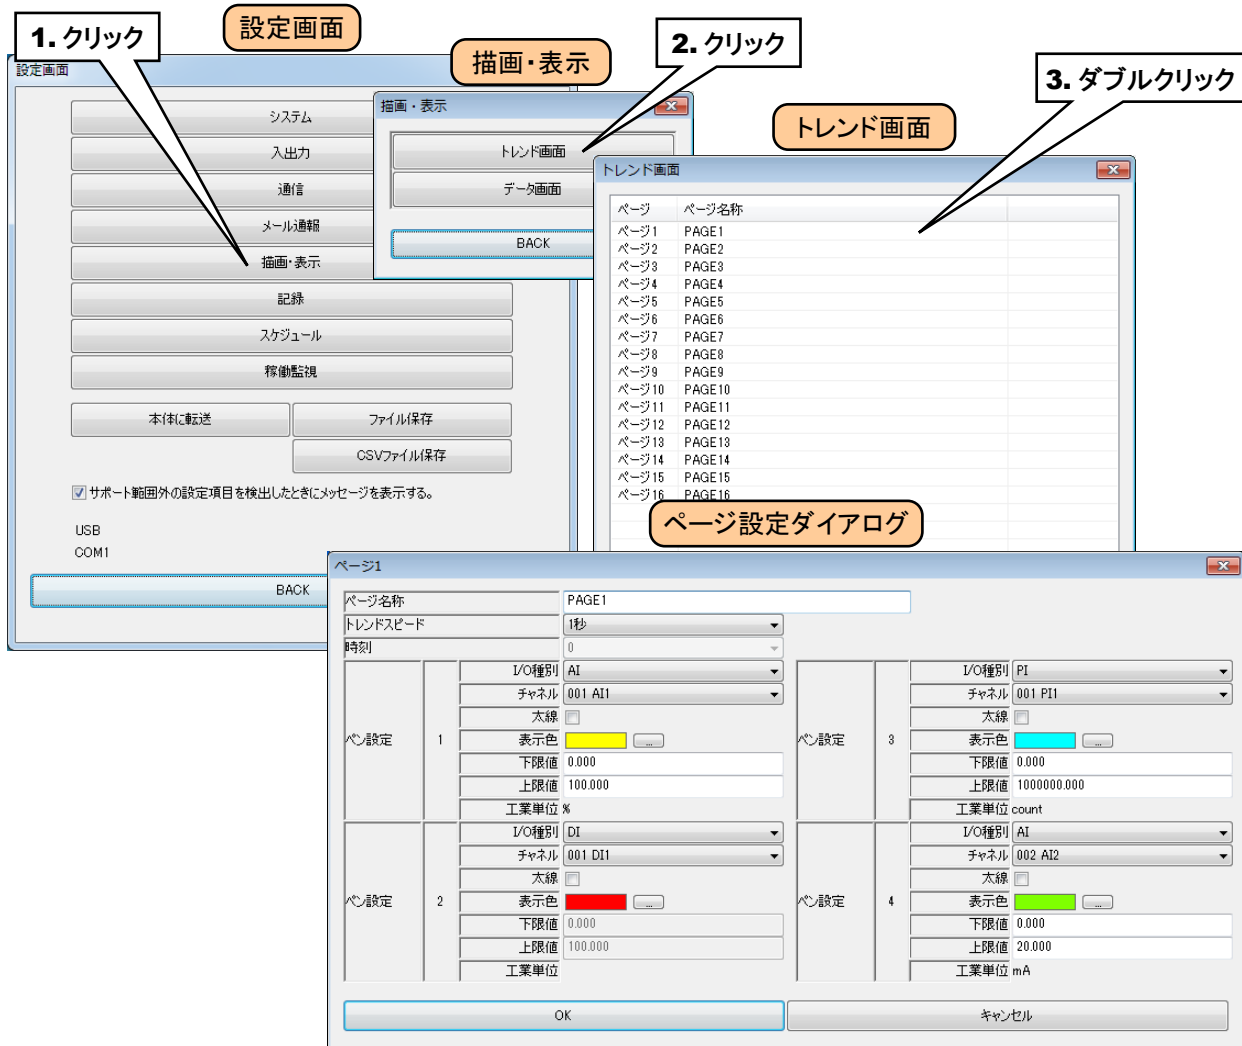 1. クリック
設定画面
設定画面
システム
入出力
通信
メール通報
描画・表示
記録
スケジュール
稼働監視
本体に転送
ファイル保存
CSVファイル保存
サポート範囲外の設定項目を検出したときにメッセージを表示する。
USB
COM1
BACK
描画・表示
2. クリック
描画・表示
トレンド画面
データ画面
BACK
3. ダブルクリック
トレンド画面
トレンド画面
ページ ページ名称
ページ1 PAGE1
ページ2 PAGE2
ページ3 PAGE3
ページ4 PAGE4
ページ5 PAGE5
ページ6 PAGE6
ページ7 PAGE7
ページ8 PAGE8
ページ9 PAGE9
ページ10 PAGE10
ページ11 PAGE11
ページ12 PAGE12
ページ13 PAGE13
ページ14 PAGE14
ページ15 PAGE15
ページ16 PAGE16
ページ設定ダイアログ
ページ1
ページ名称 PAGE1
トレンドスピード 1秒
時刻 0
ペン設定 1
I/O種別 AI
チャネル 001 AI1
太線
表示色 ...
下限値 0.000
上限値 100.000
工業単位 %
ペン設定 2
I/O種別 DI
チャネル 001 DI1
太線
表示色 ...
下限値 0.000
上限値 100.000
工業単位
ペン設定 3
I/O種別 PI
チャネル 001 PI1
太線
表示色 ...
下限値 0.000
上限値 1000000.000
工業単位 count
ペン設定 4
I/O種別 AI
チャネル 002 AI2
太線
表示色 ...
下限値 0.000
上限値 20.000
工業単位 mA
OK
キャンセル